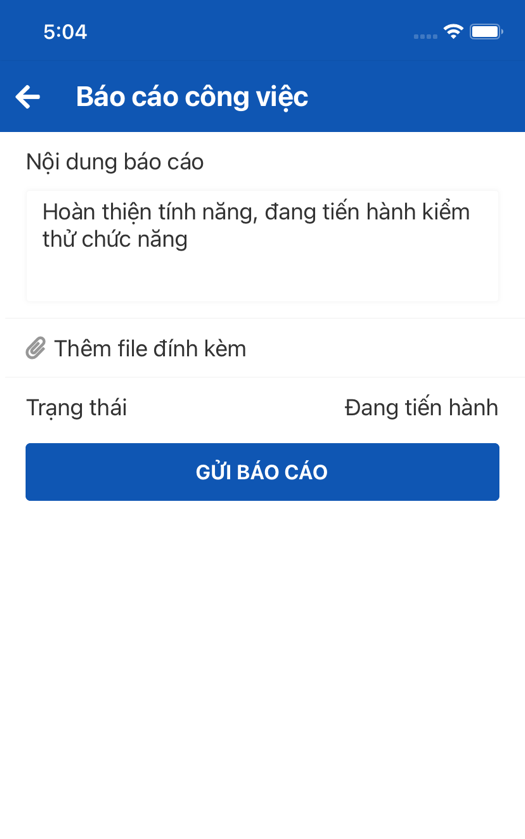 5:04
Báo cáo công việc
Nội dung báo cáo
Hoàn thiện tính năng, đang tiến hành kiểm
thử chức năng
Thêm file đính kèm
Trạng thái Đang tiến hành
GỬI BÁO CÁO